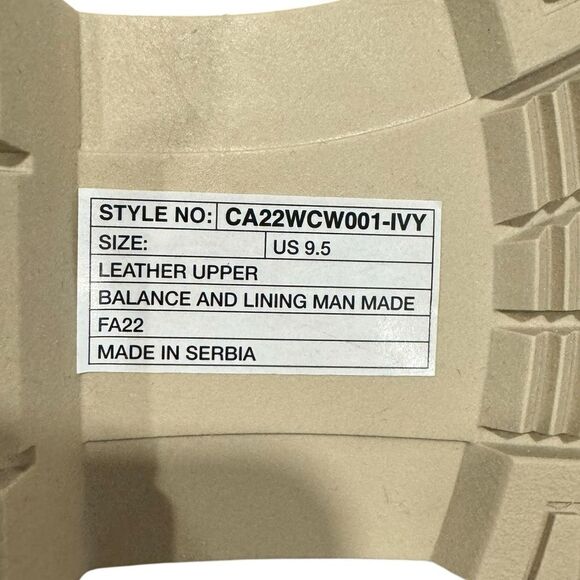 STYLE NO: CA22WCW001-IVY
SIZE: US 9.5
LEATHER UPPER
BALANCE AND LINING MAN MADE
FA22
MADE IN SERBIA